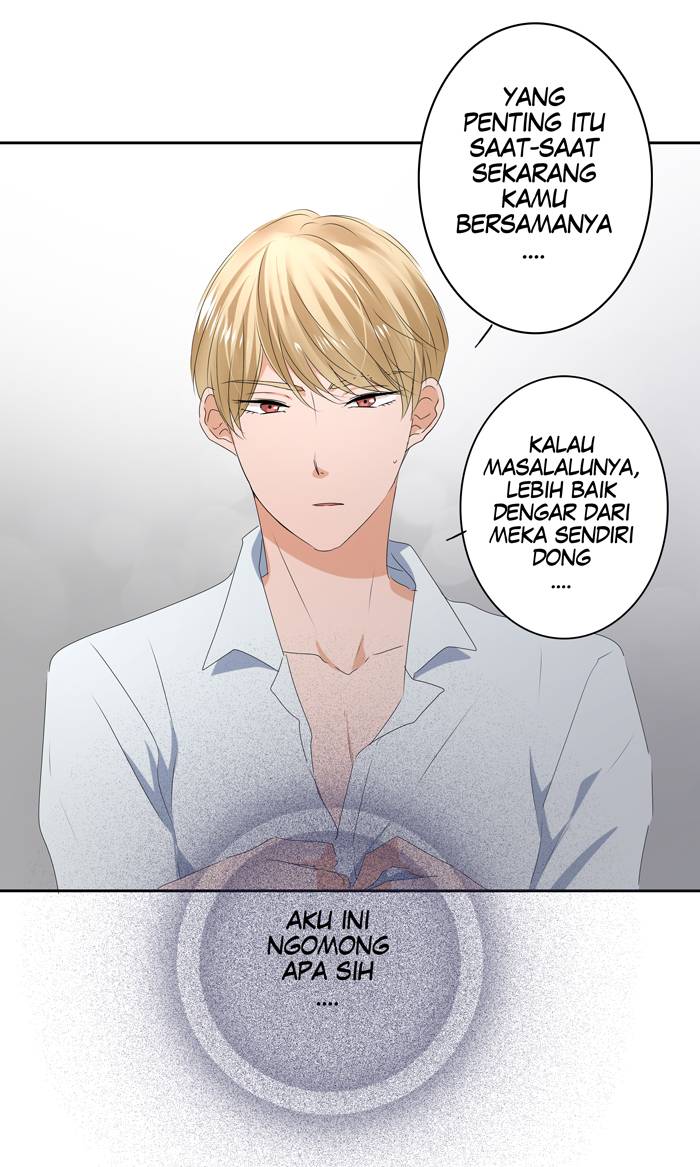 YANG
PENTING ITU
SAAT-SAAT
SEKARANG
KAMU
BERSAMANYA
....
KALAU
MASALALUNYA,
LEBIH BAIK
DENGAR DARI
MEKA SENDIRI
DONG
....
AKU INI
NGOMONG
APA SIH
....